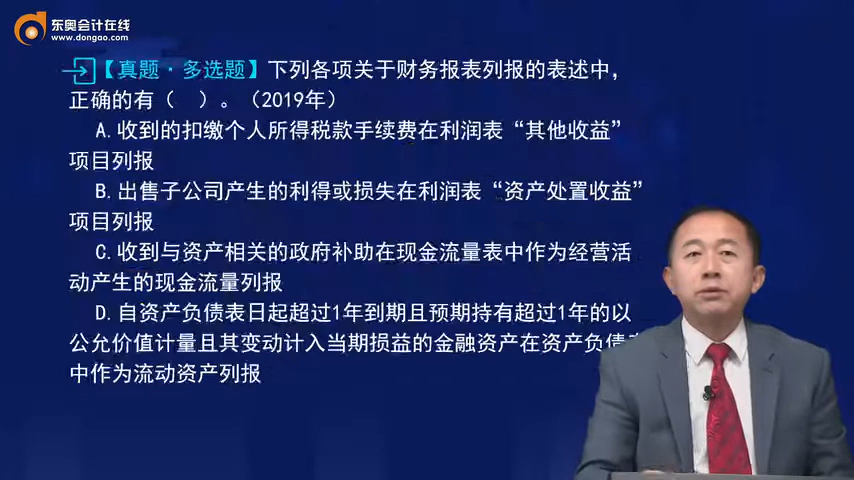 东奥会计在线
www.dongao.com
【真题·多选题】下列各项关于财务报表列报的表述中，
正确的有（ ）。（2019年）
A.收到的扣缴个人所得税款手续费在利润表“其他收益”
项目列报
B.出售子公司产生的利得或损失在利润表“资产处置收益”
项目列报
C.收到与资产相关的政府补助在现金流量表中作为经营活
动产生的现金流量列报
D.自资产负债表日起超过1年到期且预期持有超过1年的以
公允价值计量且其变动计入当期损益的金融资产在资产负债
中作为流动资产列报